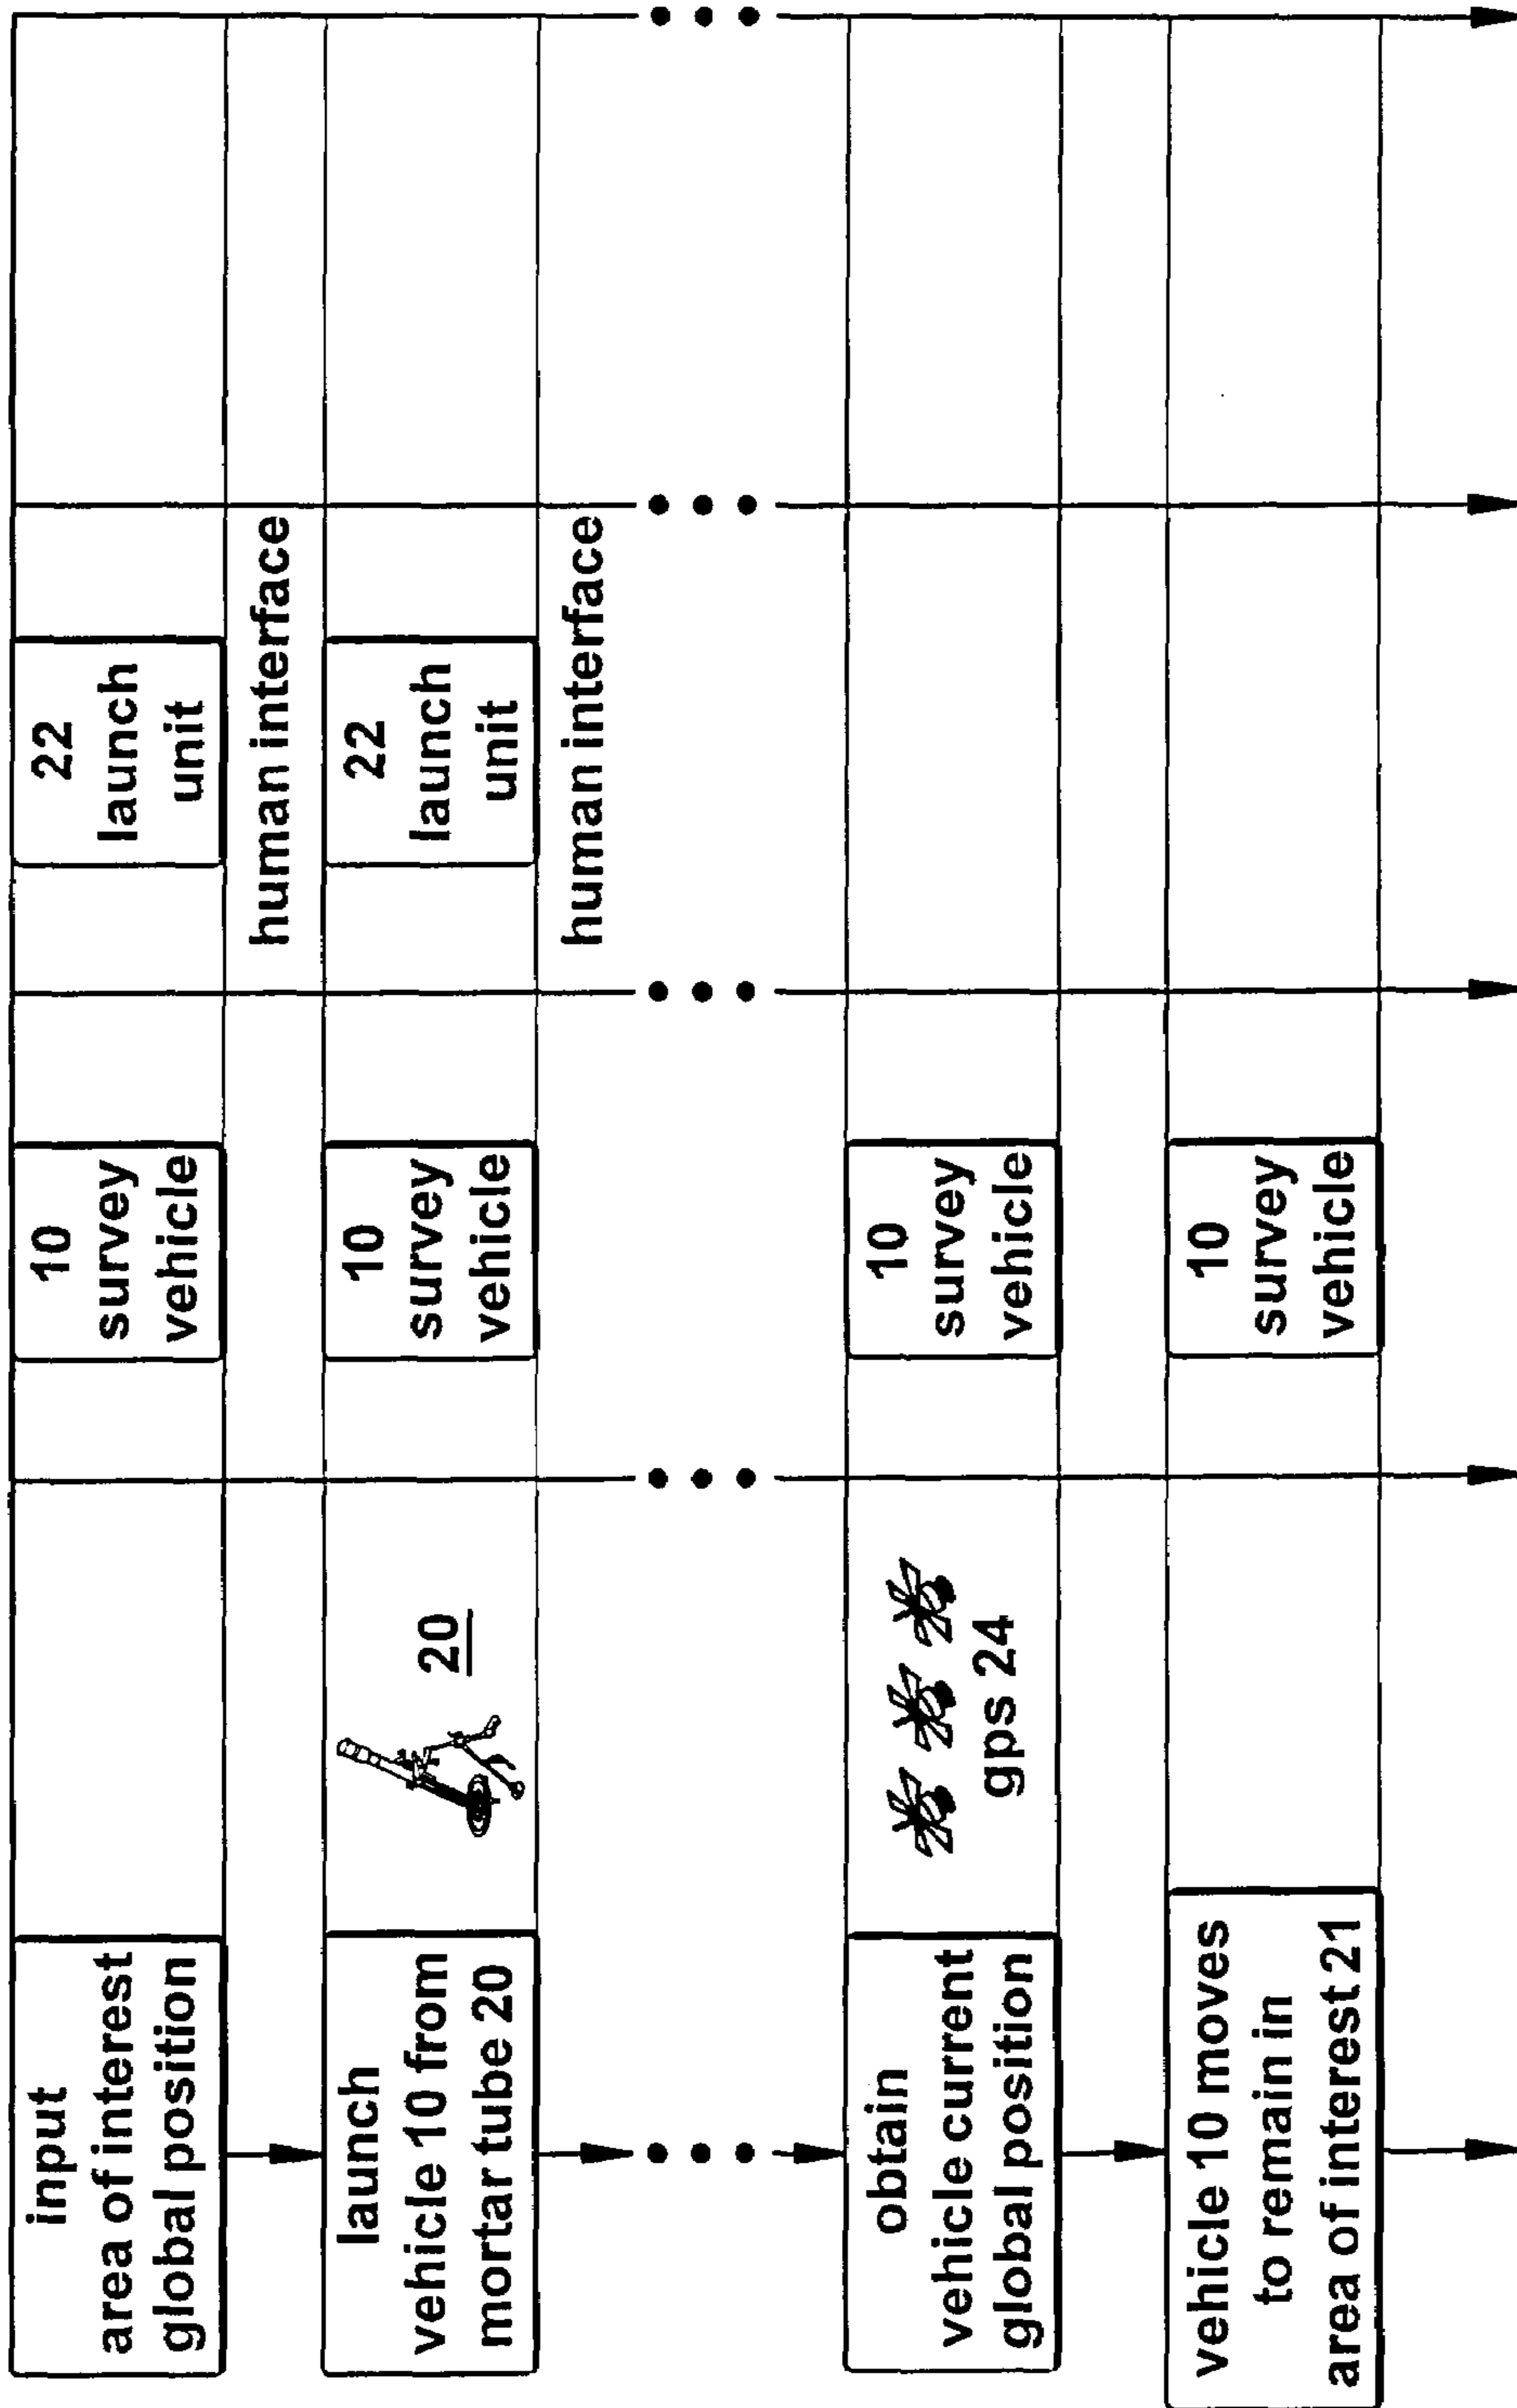 input
area of interest
global position
10
survey
vehicle
22
launch
unit
human interface
launch
vehicle 10 from
mortar tube 20
20
10
survey
vehicle
22
launch
unit
human interface
obtain
vehicle current
global position
gps 24
10
survey
vehicle
vehicle 10 moves
to remain in
area of interest 21
10
survey
vehicle